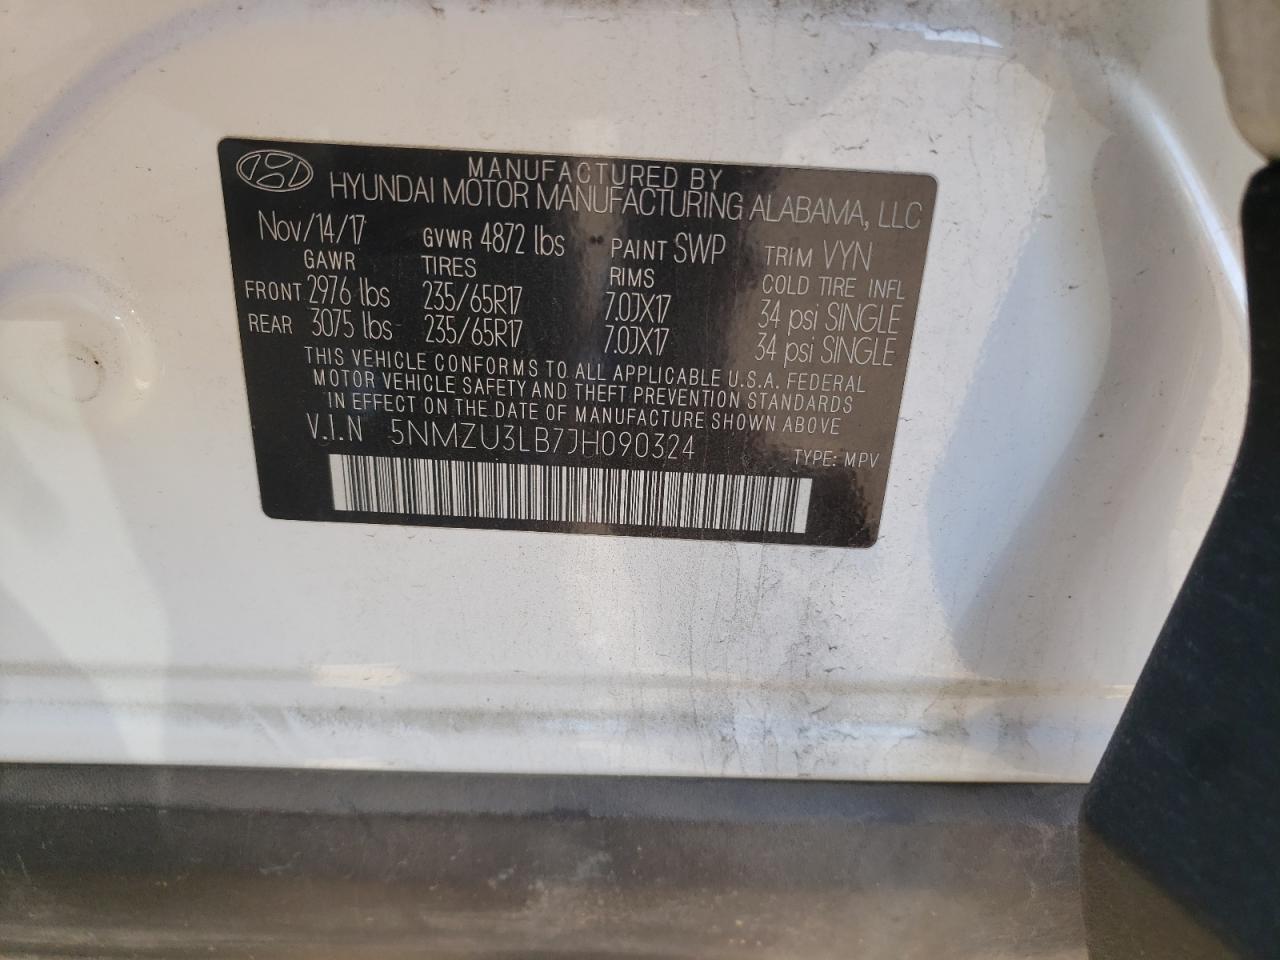 MANUFACTURED BY
HYUNDAI MOTOR MANUFACTURING ALABAMA, LLC
Nov/14/17 GVWR 4872 lbs PAINT SWP TRIM VYN
GAWR TIRES RIMS COLD TIRE INFL
FRONT 2976 lbs 235/65R17 7.0JX17 34 psi SINGLE
REAR 3075 lbs 235/65R17 7.0JX17 34 psi SINGLE
THIS VEHICLE CONFORMS TO ALL APPLICABLE U.S.A. FEDERAL
MOTOR VEHICLE SAFETY AND THEFT PREVENTION STANDARDS
IN EFFECT ON THE DATE OF MANUFACTURE SHOWN ABOVE
V.I.N 5NMZU3LB7JH090324 TYPE: MPV